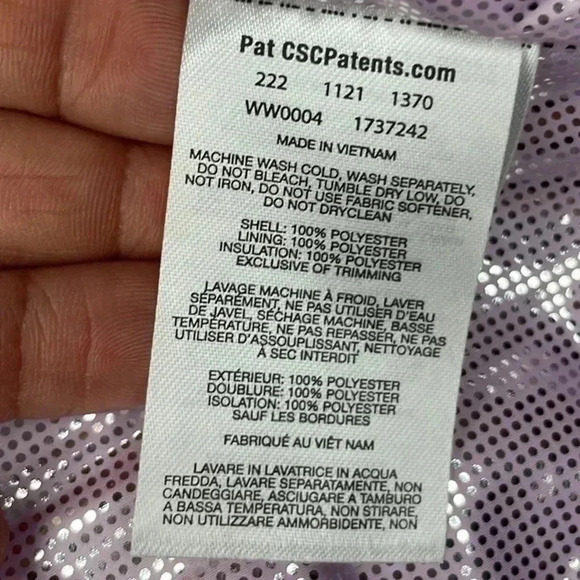 Pat CSCPatents.com
222 1121 1370
WW0004 1737242
MADE IN VIETNAM
MACHINE WASH COLD, WASH SEPARATELY,
DO NOT BLEACH, TUMBLE DRY LOW, DO
NOT IRON, DO NOT USE FABRIC SOFTENER,
DO NOT DRYCLEAN
SHELL: 100% POLYESTER
LINING: 100% POLYESTER
INSULATION: 100% POLYESTER
EXCLUSIVE OF TRIMMING
LAVAGE MACHINE À FROID, LAVER
SÉPARÉMENT, NE PAS UTILISER D'EAU
DE JAVEL, SÉCHAGE MACHINE, BASSE
TEMPÉRATURE, NE PAS REPASSER, NE PAS
UTILISER D'ASSOUPLISSANT, NETTOYAGE
À SEC INTERDIT
EXTÉRIEUR: 100% POLYESTER
DOUBLURE: 100% POLYESTER
ISOLATION: 100% POLYESTER
SAUF LES BORDURES
FABRIQUÉ AU VIÊT NAM
LAVARE IN LAVATRICE IN ACQUA
FREDDA, LAVARE SEPARATAMENTE, NON
CANDEGGIARE, ASCIUGARE A TAMBURO
A BASSA TEMPERATURA, NON STIRARE,
NON UTILIZZARE AMMORBIDENTE, NON